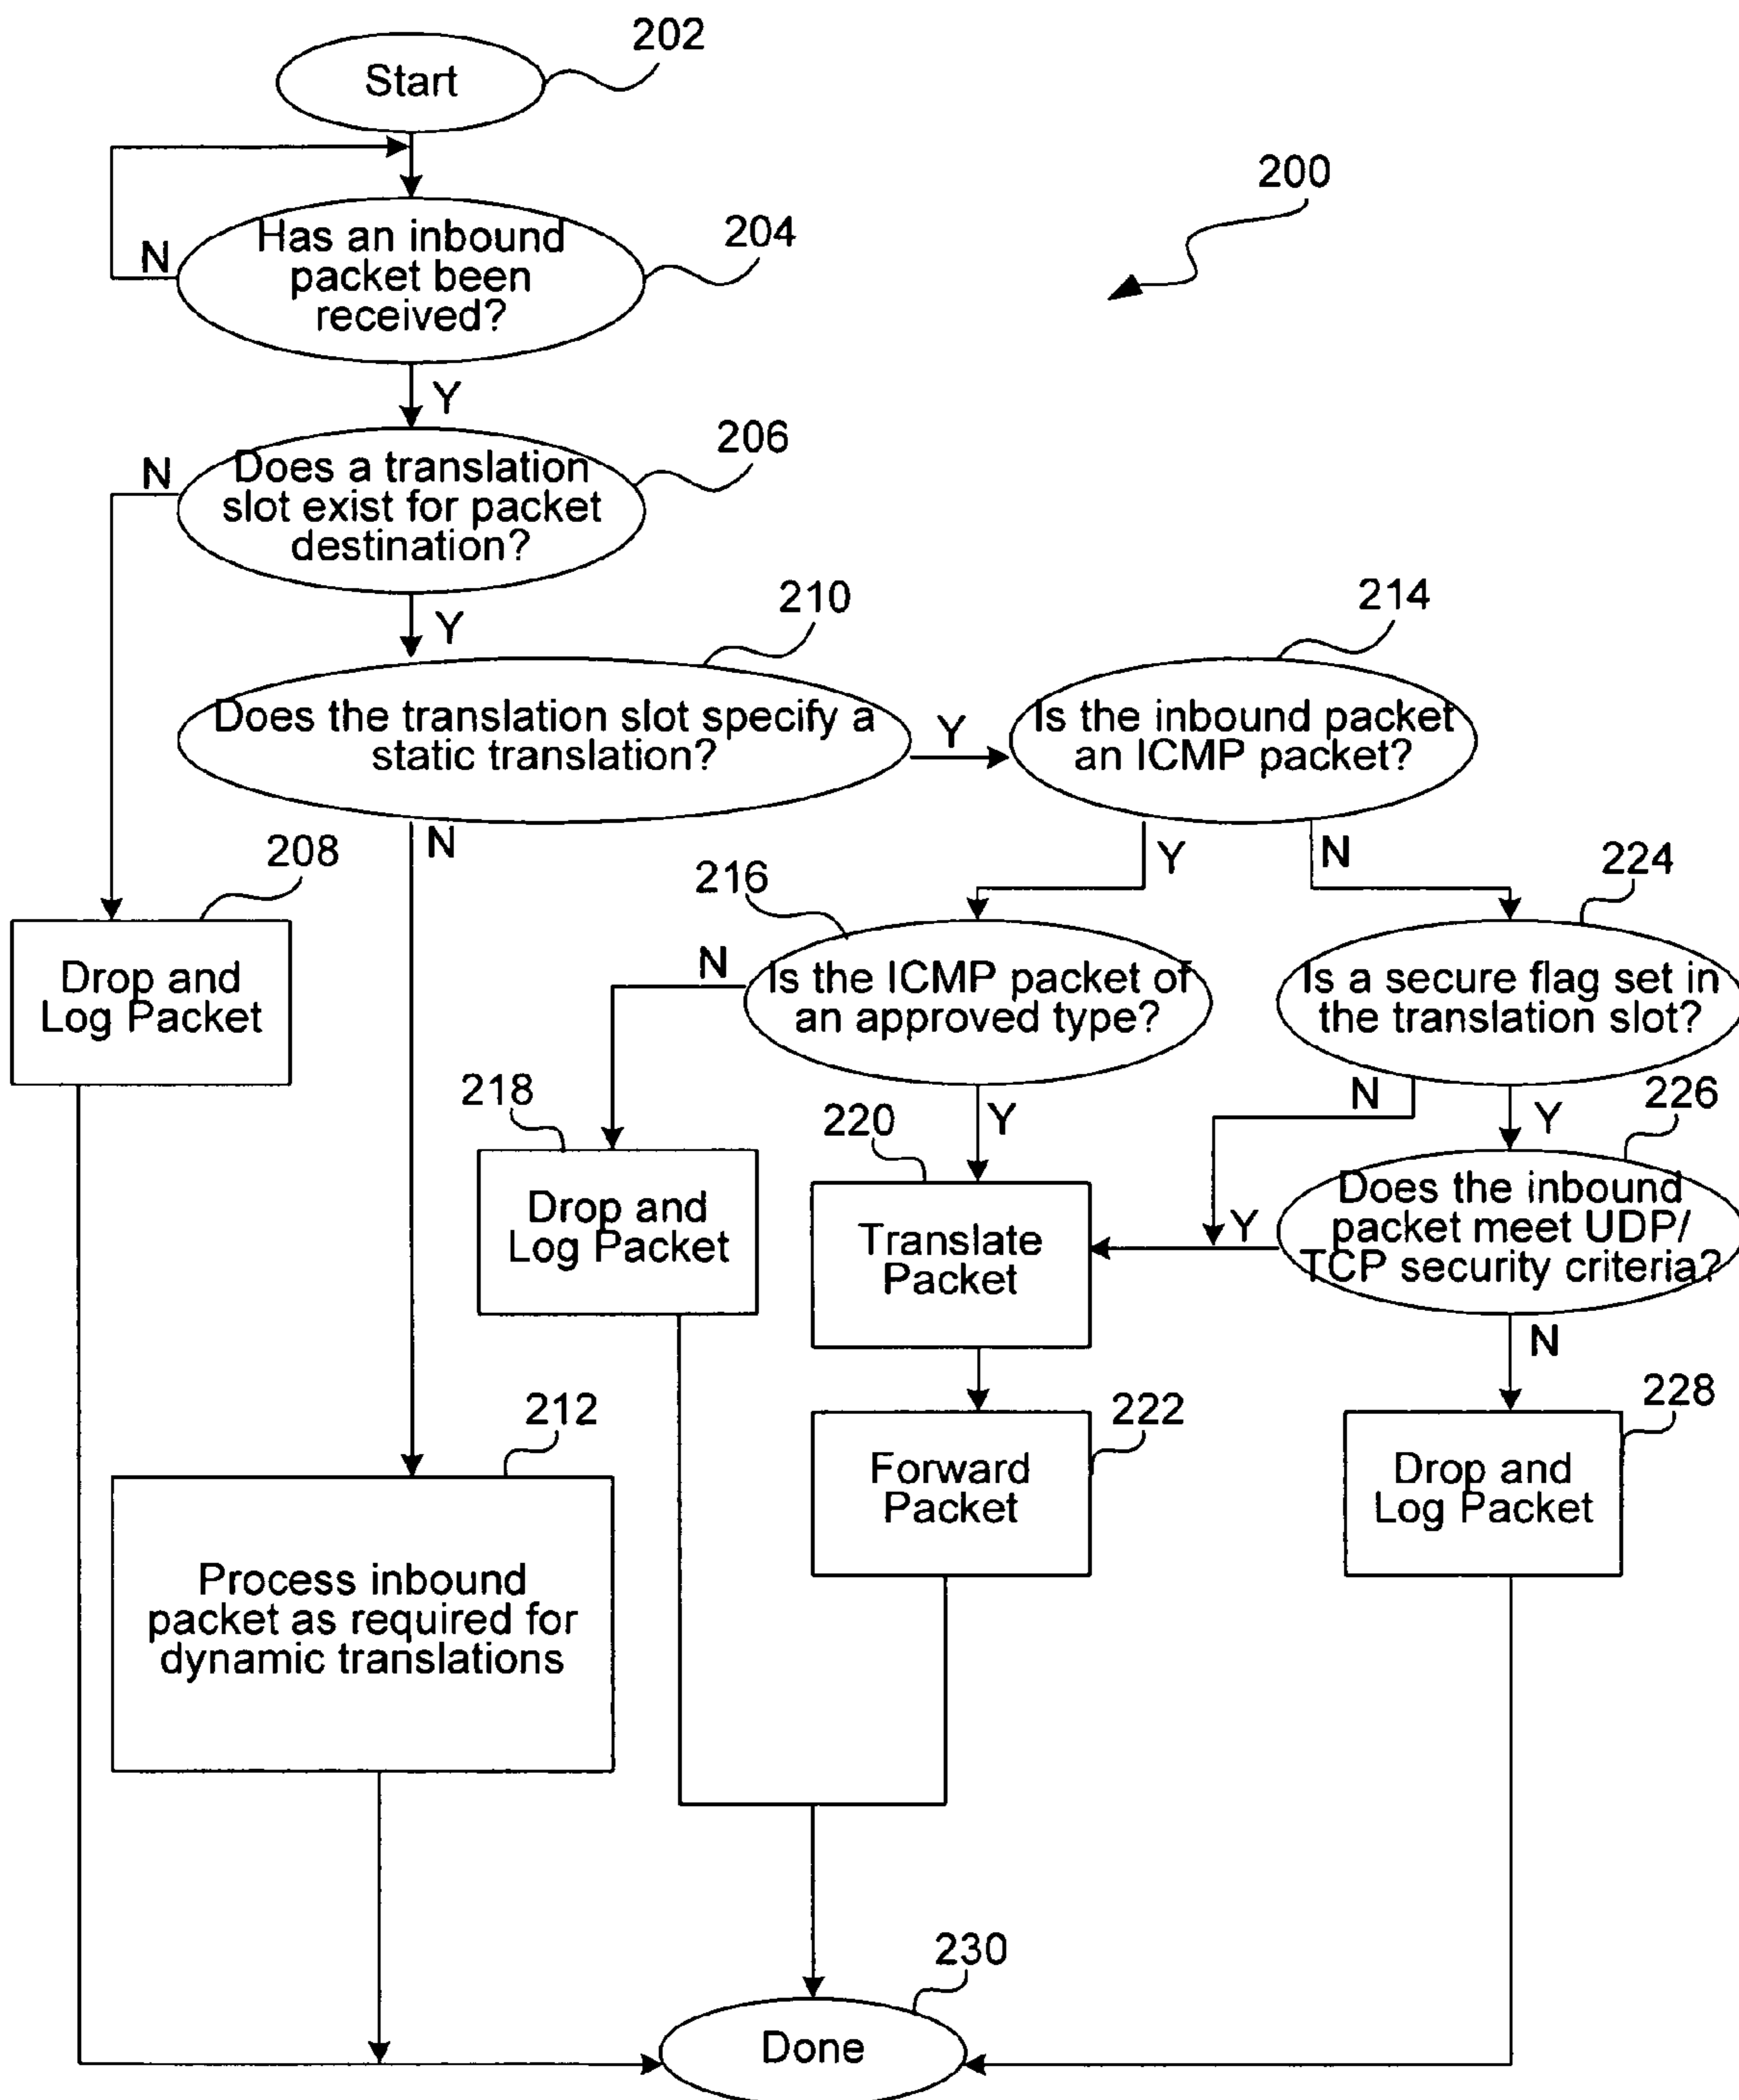 202
Start
200
204
Has an inbound
packet been
received?
N
Y
206
Does a translation
slot exist for packet
destination?
N
Y
210
Does the translation slot specify a
static translation?
Y
N
214
Is the inbound packet
an ICMP packet?
Y
N
208
Drop and
Log Packet
216
Is the ICMP packet of
an approved type?
N
Y
224
Is a secure flag set in
the translation slot?
N
Y
218
Drop and
Log Packet
220
Translate
Packet
226
Does the inbound
packet meet UDP/
TCP security criteria?
Y
N
212
Process inbound
packet as required for
dynamic translations
222
Forward
Packet
228
Drop and
Log Packet
230
Done